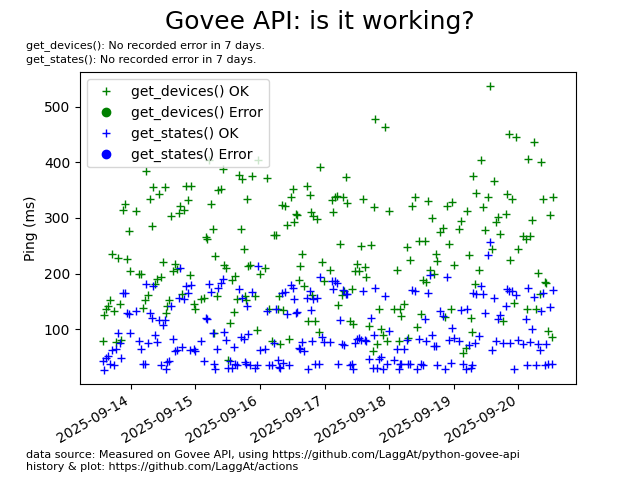 Govee API: is it working?
get_devices(): No recorded error in 7 days.
get_states(): No recorded error in 7 days.
get_devices() OK
get_devices() Error
get_states() OK
get_states() Error
Ping (ms)
500
400
300
200
100
2025-09-14
2025-09-15
2025-09-16
2025-09-17
2025-09-18
2025-09-19
2025-09-20
data source: Measured on Govee API, using https://github.com/LaggAt/python-govee-api
history & plot: https://github.com/LaggAt/actions